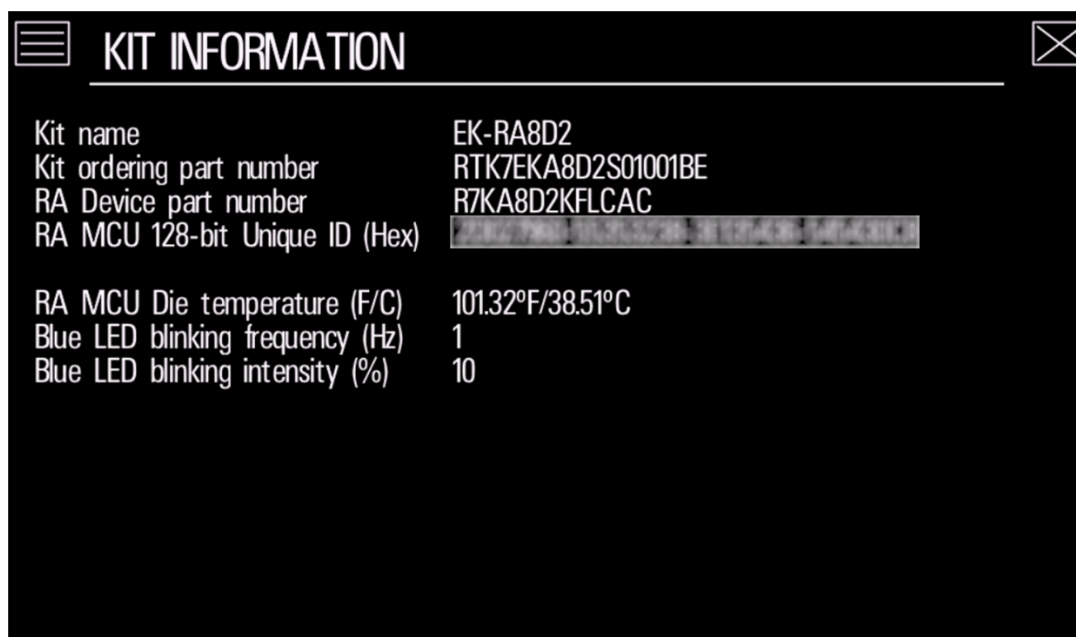 KIT INFORMATION
Kit name EK-RA8D2
Kit ordering part number RTK7EKA8D2S01001BE
RA Device part number R7KA8D2KFLCAC
RA MCU 128-bit Unique ID (Hex)
RA MCU Die temperature (F/C) 101.32ºF/38.51ºC
Blue LED blinking frequency (Hz) 1
Blue LED blinking intensity (%) 10